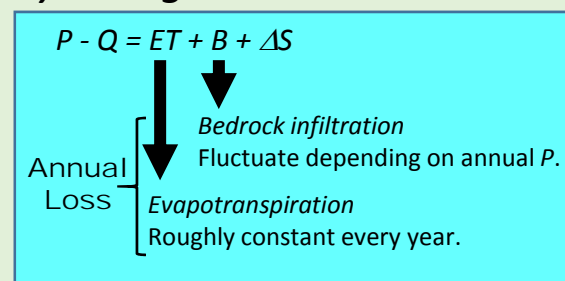 P - Q = ET + B + ΔS
Bedrock infiltration
Fluctuate depending on annual P.
Annual
Loss
Evapotranspiration
Roughly constant every year.